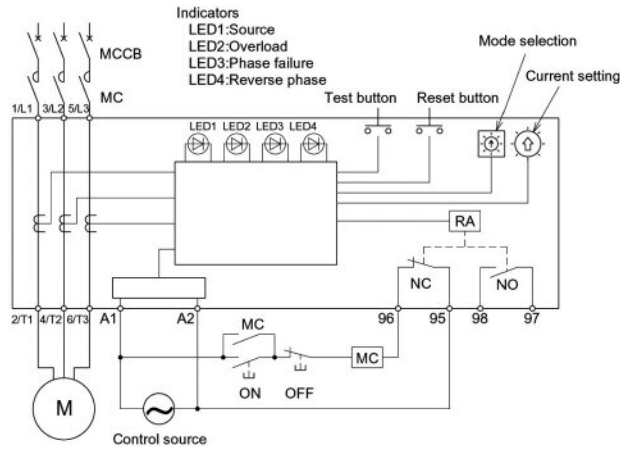 Indicators
LED1:Source
LED2:Overload
LED3:Phase failure
LED4:Reverse phase
MCCB
MC
Mode selection
Current setting
Test button
Reset button
1/L1 3/L2 5/L3
LED1 LED2 LED3 LED4
RA
NC
NO
2/T1 4/T2 6/T3 A1 A2 96 95 98 97
MC
MC
ON OFF
M
Control source